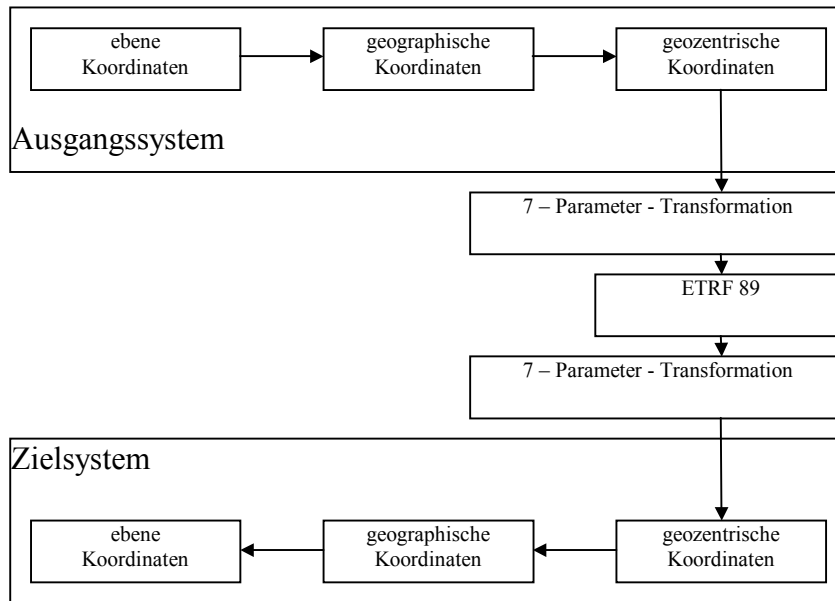 ebene
Koordinaten
geographische
Koordinaten
geozentrische
Koordinaten
Ausgangssystem
7 – Parameter - Transformation
ETRF 89
7 – Parameter - Transformation
Zielsystem
ebene
Koordinaten
geographische
Koordinaten
geozentrische
Koordinaten